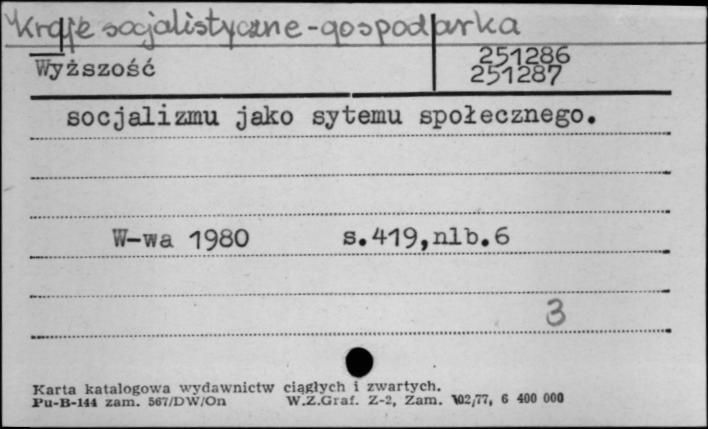 Kraje socjalistyczne - gospodarka
Wyższość
251286
251287
socjalizmu jako sytemu społecznego.
W-wa 1980 s.419,nlb.6
3
Karta katalogowa wydawnictw ciągłych i zwartych.
Pu-B-144 zam. 567/DW/On W.Z.Graf. Z-2, Zam. 102/77, 6 400 000